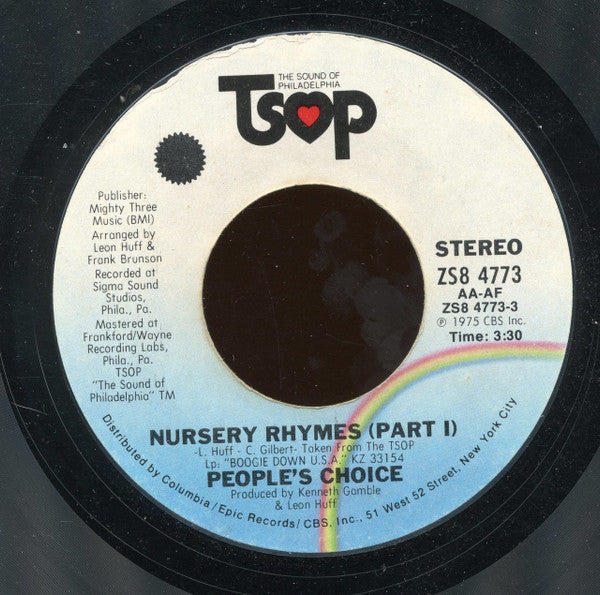 THE SOUND OF
PHILADELPHIA
TSOP
Publisher:
Mighty Three
Music (BMI)
Arranged by
Leon Huff &
Frank Brunson
Recorded at
Sigma Sound
Studios,
Phila., Pa.
Mastered at
Frankford/Wayne
Recording Labs,
Phila., Pa.
TSOP
"The Sound of
Philadelphia" TM
STEREO
ZS8 4773
AA-AF
ZS8 4773-3
℗ 1975 CBS Inc.
Time: 3:30
NURSERY RHYMES (PART I)
-L. Huff - C. Gilbert- Taken From The TSOP
Lp: "BOOGIE DOWN U.S.A." KZ 33154
PEOPLE'S CHOICE
Produced by Kenneth Gamble
& Leon Huff
Distributed by Columbia/Epic Records/CBS, Inc., 51 West 52 Street, New York City